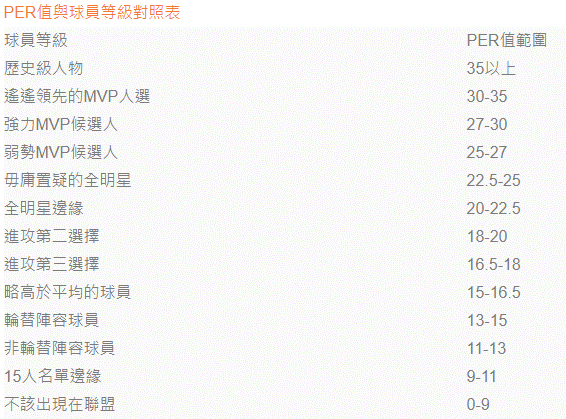 PER值與球員等級對照表
球員等級 PER值範圍
歷史級人物 35以上
遙遙領先的MVP人選 30-35
強力MVP候選人 27-30
弱勢MVP候選人 25-27
毋庸置疑的全明星 22.5-25
全明星邊緣 20-22.5
進攻第二選擇 18-20
進攻第三選擇 16.5-18
略高於平均的球員 15-16.5
輪替陣容球員 13-15
非輪替陣容球員 11-13
15人名單邊緣 9-11
不該出現在聯盟 0-9